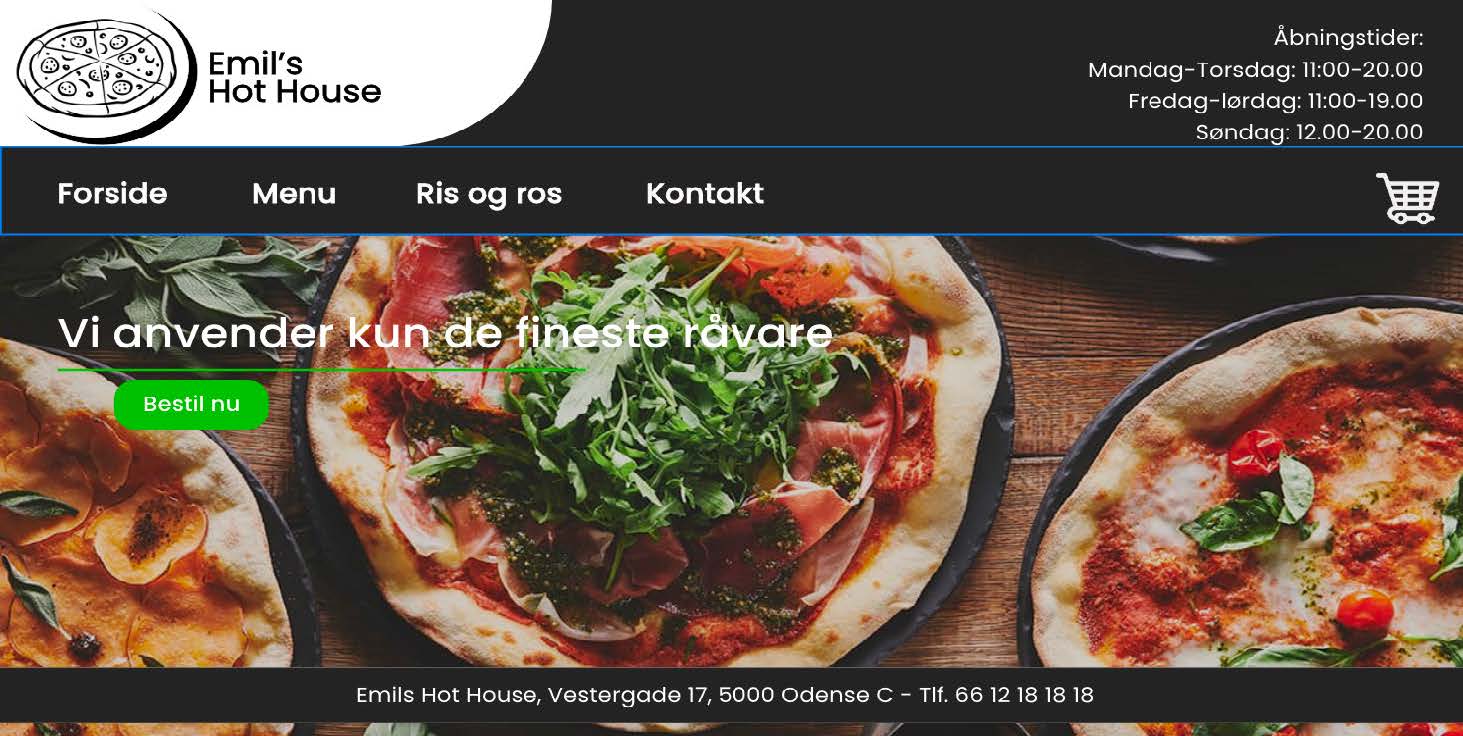 Emil’s
Hot House
Åbningstider:
Mandag-Torsdag: 11:00-20.00
Fredag-lørdag: 11:00-19.00
Søndag: 12.00-20.00
Forside Menu Ris og ros Kontakt
Vi anvender kun de fineste råvare
Bestil nu
Emils Hot House, Vestergade 17, 5000 Odense C - Tlf. 66 12 18 18 18